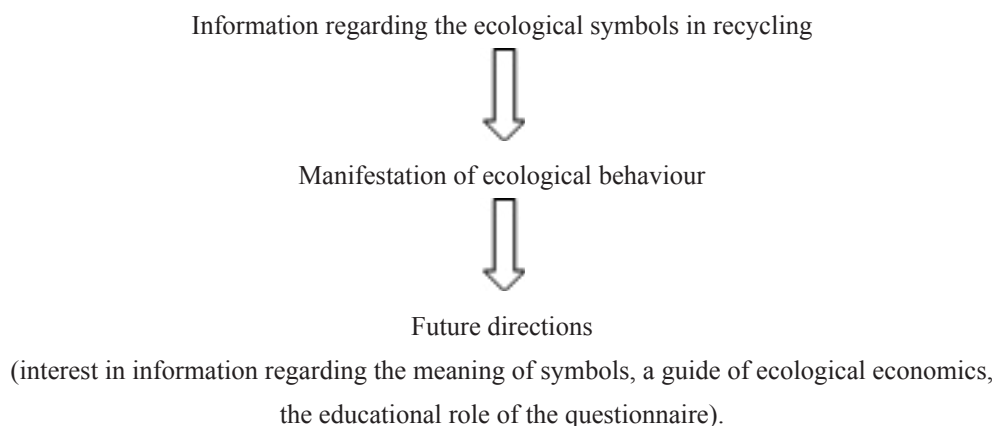 Information regarding the ecological symbols in recycling
Manifestation of ecological behaviour
Future directions
(interest in information regarding the meaning of symbols, a guide of ecological economics,
the educational role of the questionnaire).